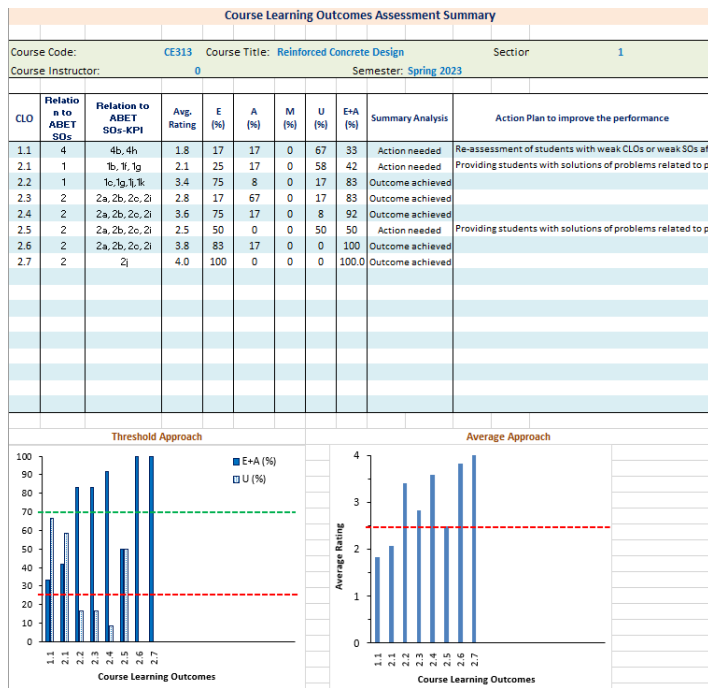 Course Learning Outcomes Assessment Summary
Course Code: CE313 Course Title: Reinforced Concrete Design Sectior 1
Course Instructor: 0 Semester: Spring 2023
CLO Relatio n to ABET SOs Relation to ABET SOs-KPI Avg. Rating E (%) A (%) M (%) U (%) E+A (%) Summary Analysis Action Plan to improve the performance
1.1 4 4b, 4h 1.8 17 17 0 67 33 Action needed Re-assessment of students with weak CLOs or weak SOs af
2.1 1 1b, 1f, 1g 2.1 25 17 0 58 42 Action needed Providing students with solutions of problems related to p
2.2 1 1c,1g,1j,1k 3.4 75 8 0 17 83 Outcome achieved
2.3 2 2a, 2b, 2c, 2i 2.8 17 67 0 17 83 Outcome achieved
2.4 2 2a, 2b, 2c, 2i 3.6 75 17 0 8 92 Outcome achieved
2.5 2 2a, 2b, 2c, 2i 2.5 50 0 0 50 50 Action needed Providing students with solutions of problems related to p
2.6 2 2a, 2b, 2c, 2i 3.8 83 17 0 0 100 Outcome achieved
2.7 2 2j 4.0 100 0 0 0 100.0 Outcome achieved
Threshold Approach
100
90
80
70
60
50
40
30
20
10
0
E+A (%)
U (%)
1.1 2.1 2.2 2.3 2.4 2.5 2.6 2.7
Course Learning Outcomes
Average Approach
Average Rating
4
3
2
1
0
1.1 2.1 2.2 2.3 2.4 2.5 2.6 2.7
Course Learning Outcomes